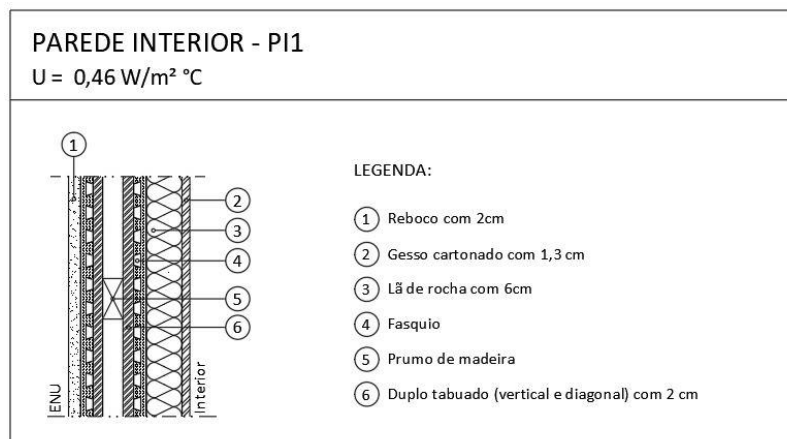 PAREDE INTERIOR - PI1
U = 0,46 W/m² °C
1
2
3
4
5
6
ENU
Interior
LEGENDA:
1 Reboco com 2cm
2 Gesso cartonado com 1,3 cm
3 Lã de rocha com 6cm
4 Fasquio
5 Prumo de madeira
6 Duplo tabuado (vertical e diagonal) com 2 cm